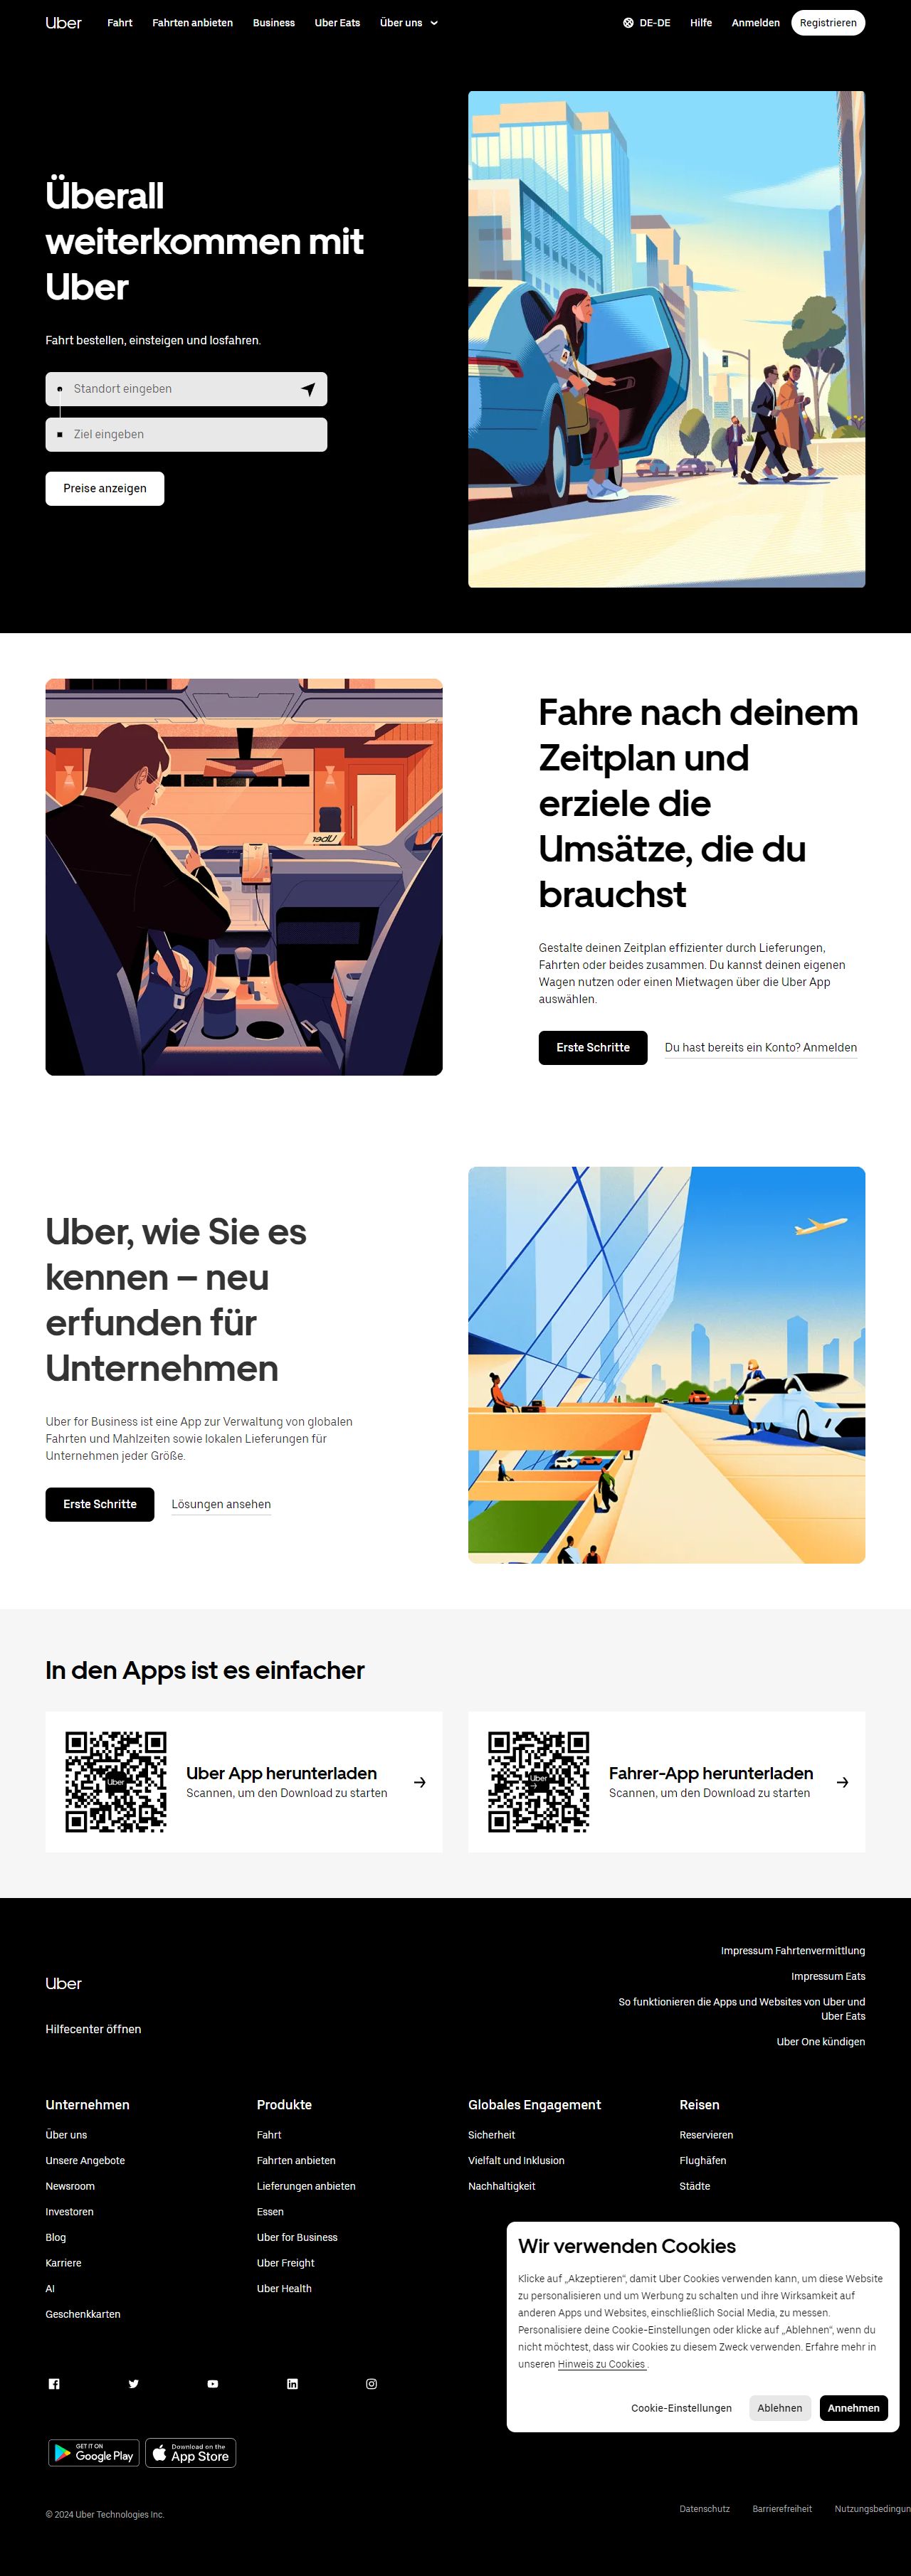 Uber
Fahrt
Fahrten anbieten
Business
Uber Eats
Über uns
DE-DE
Hilfe
Anmelden
Registrieren
Überall
weiterkommen mit
Uber
Fahrt bestellen, einsteigen und losfahren.
Standort eingeben
Ziel eingeben
Preise anzeigen
Uber
Fahre nach deinem
Zeitplan und
erziele die
Umsätze, die du
brauchst
Gestalte deinen Zeitplan effizienter durch Lieferungen,
Fahrten oder beides zusammen. Du kannst deinen eigenen
Wagen nutzen oder einen Mietwagen über die Uber App
auswählen.
Erste Schritte
Du hast bereits ein Konto? Anmelden
Uber, wie Sie es
kennen – neu
erfunden für
Unternehmen
Uber for Business ist eine App zur Verwaltung von globalen
Fahrten und Mahlzeiten sowie lokalen Lieferungen für
Unternehmen jeder Größe.
Erste Schritte
Lösungen ansehen
In den Apps ist es einfacher
Uber
Uber App herunterladen
Scannen, um den Download zu starten
Uber
Fahrer-App herunterladen
Scannen, um den Download zu starten
Uber
Hilfecenter öffnen
Impressum Fahrtenvermittlung
Impressum Eats
So funktionieren die Apps und Websites von Uber und
Uber Eats
Uber One kündigen
Unternehmen
Über uns
Unsere Angebote
Newsroom
Investoren
Blog
Karriere
AI
Geschenkkarten
Produkte
Fahrt
Fahrten anbieten
Lieferungen anbieten
Essen
Uber for Business
Uber Freight
Uber Health
Globales Engagement
Sicherheit
Vielfalt und Inklusion
Nachhaltigkeit
Reisen
Reservieren
Flughäfen
Städte
Wir verwenden Cookies
Klicke auf „Akzeptieren“, damit Uber Cookies verwenden kann, um diese Website
zu personalisieren und um Werbung zu schalten und ihre Wirksamkeit auf
anderen Apps und Websites, einschließlich Social Media, zu messen.
Personalisiere deine Cookie-Einstellungen oder klicke auf „Ablehnen“, wenn du
nicht möchtest, dass wir Cookies zu diesem Zweck verwenden. Erfahre mehr in
unseren Hinweis zu Cookies .
Cookie-Einstellungen
Ablehnen
Annehmen
GET IT ON
Google Play
Download on the
App Store
© 2024 Uber Technologies Inc.
Datenschutz
Barrierefreiheit
Nutzungsbedingun